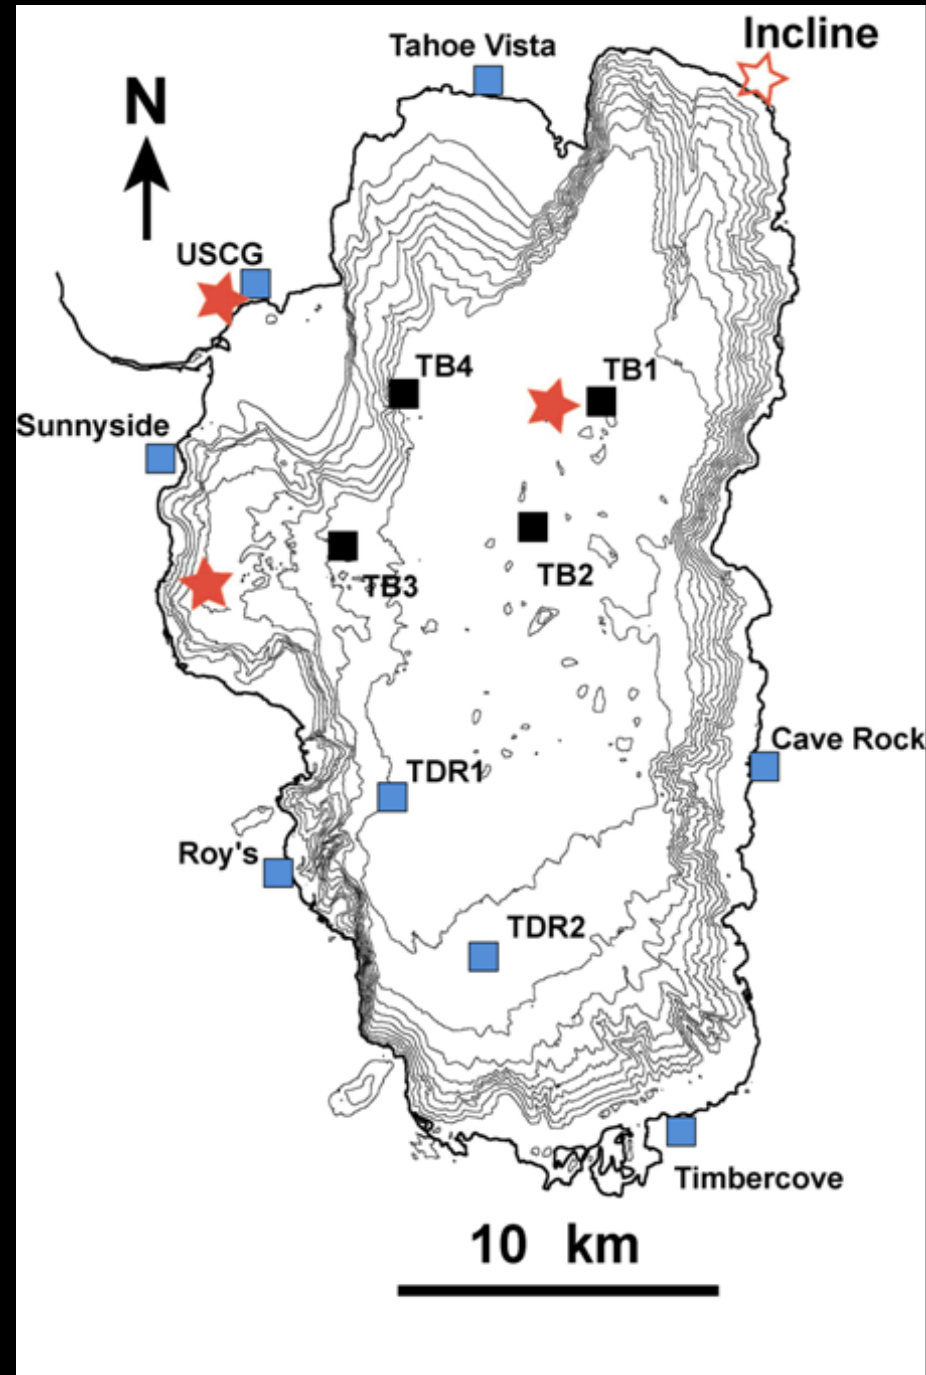 Incline
Tahoe Vista
N
USCG
TB4
TB1
Sunnyside
TB2
TB3
Cave Rock
TDR1
Roy's
TDR2
Timbercove
10 km